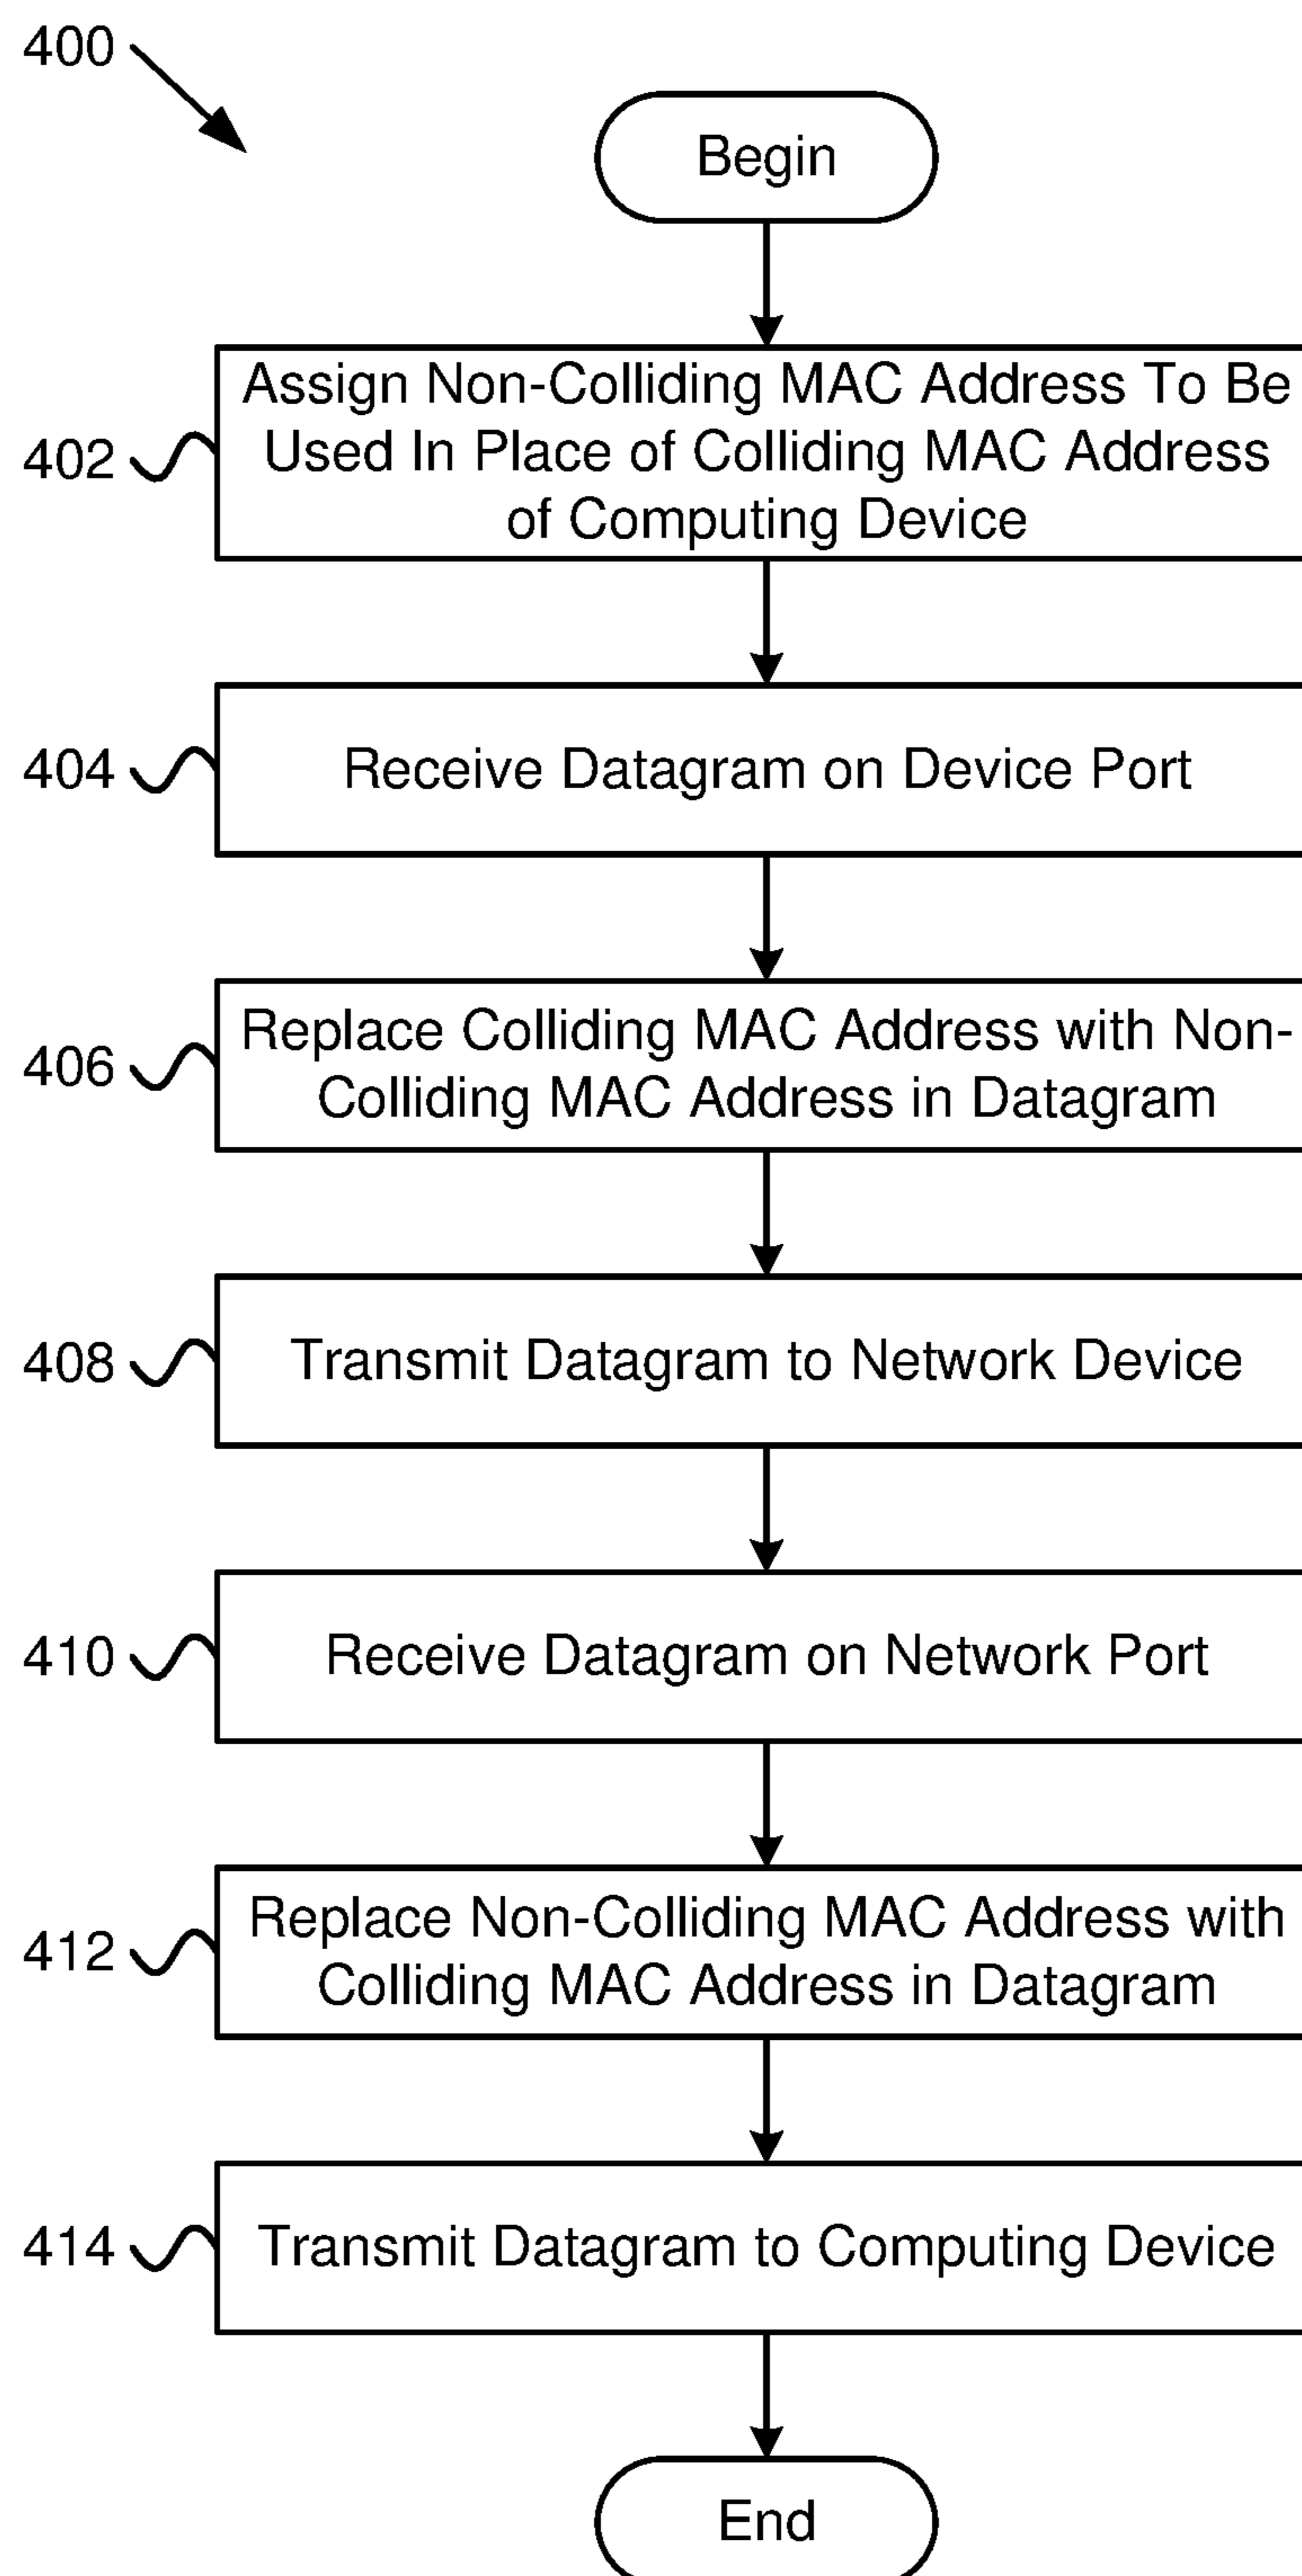 400
Begin
402
Assign Non-Colliding MAC Address To Be
Used In Place of Colliding MAC Address
of Computing Device
404
Receive Datagram on Device Port
406
Replace Colliding MAC Address with Non-
Colliding MAC Address in Datagram
408
Transmit Datagram to Network Device
410
Receive Datagram on Network Port
412
Replace Non-Colliding MAC Address with
Colliding MAC Address in Datagram
414
Transmit Datagram to Computing Device
End